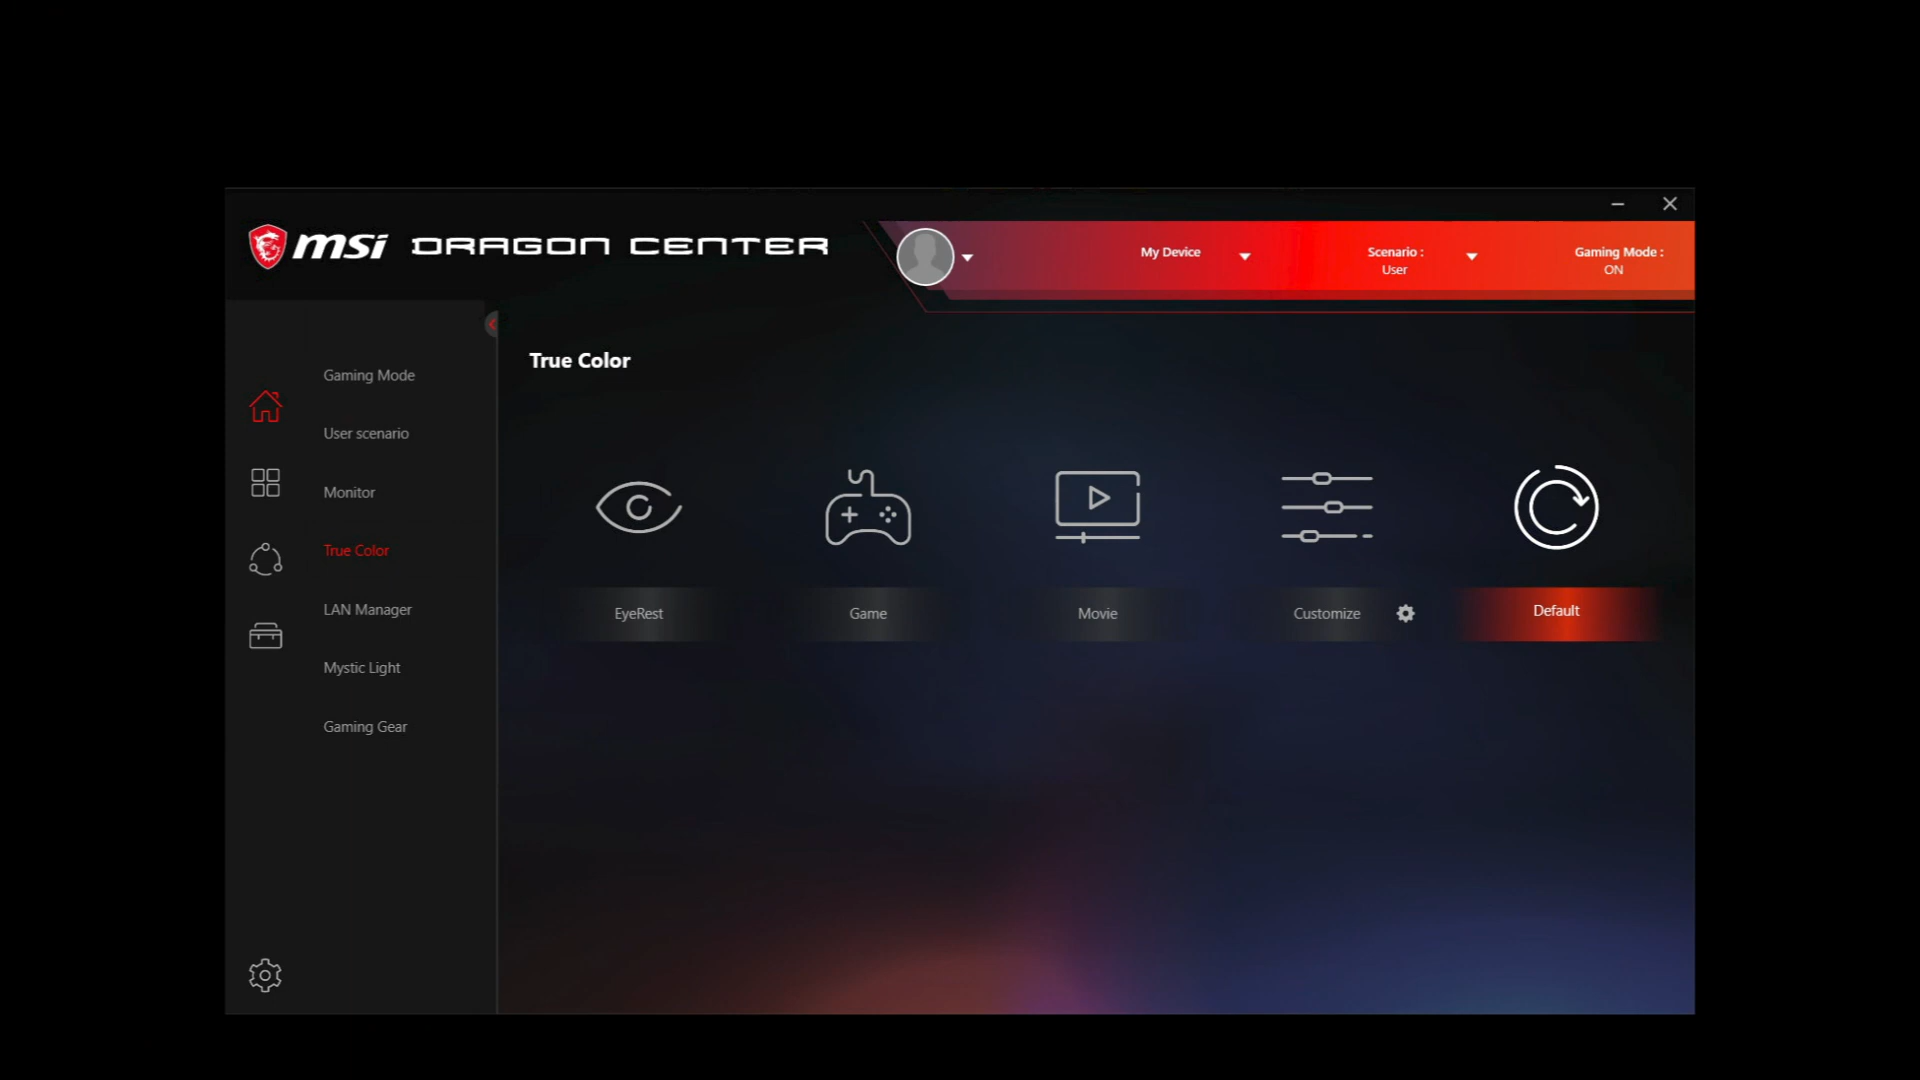 msi DRAGON CENTER
My Device
Scenario :
User
Gaming Mode :
ON
Gaming Mode
User scenario
Monitor
True Color
LAN Manager
Mystic Light
Gaming Gear
True Color
EyeRest
Game
Movie
Customize
Default